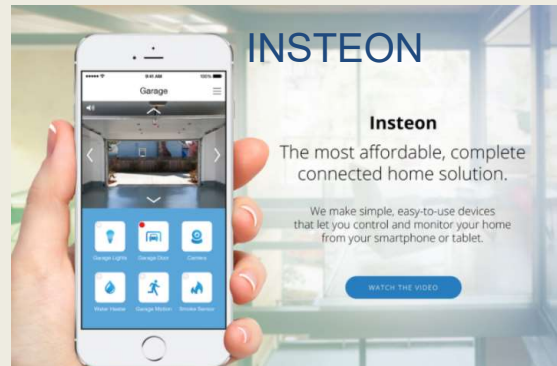 INSTEON
9:41 AM 100%
Garage
Garage Lights Garage Door Camera
Water Heater Garage Motion Smoke Sensor
Insteon
The most affordable, complete
connected home solution.
We make simple, easy-to-use devices
that let you control and monitor your home
from your smartphone or tablet.
WATCH THE VIDEO